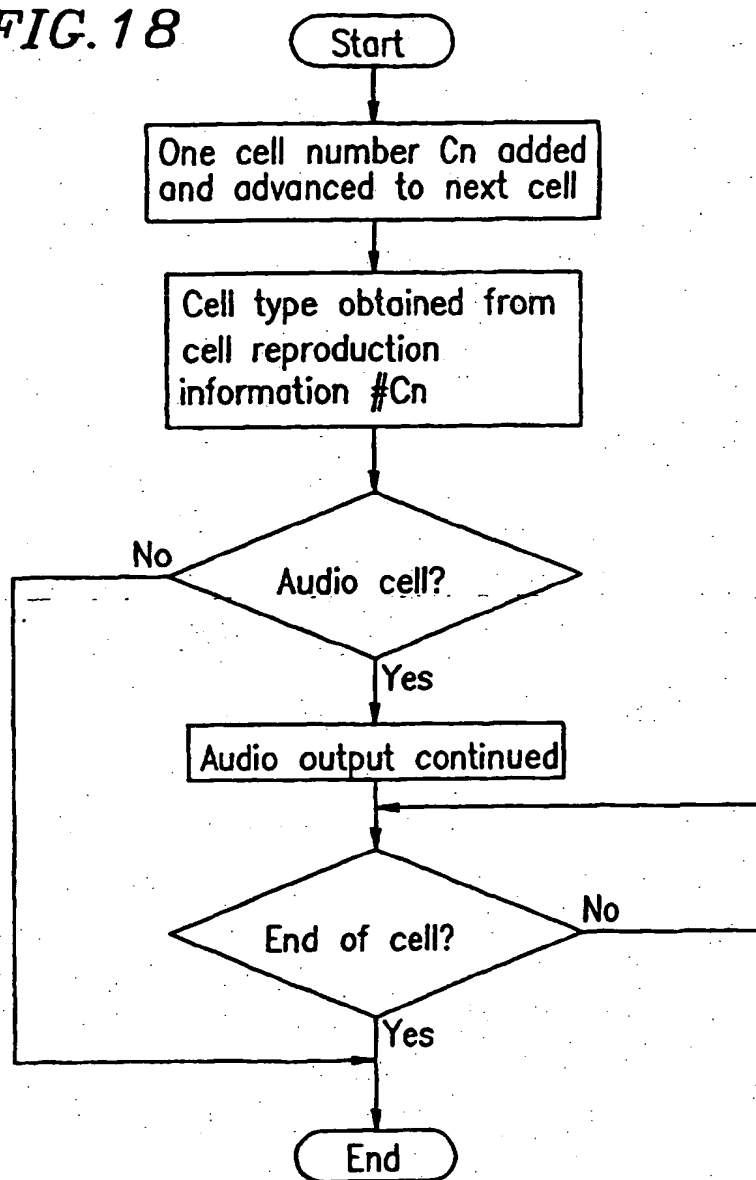 FIG.18
Start
One cell number Cn added
and advanced to next cell
Cell type obtained from
cell reproduction
information #Cn
No
Audio cell?
Yes
Audio output continued
No
End of cell?
Yes
End